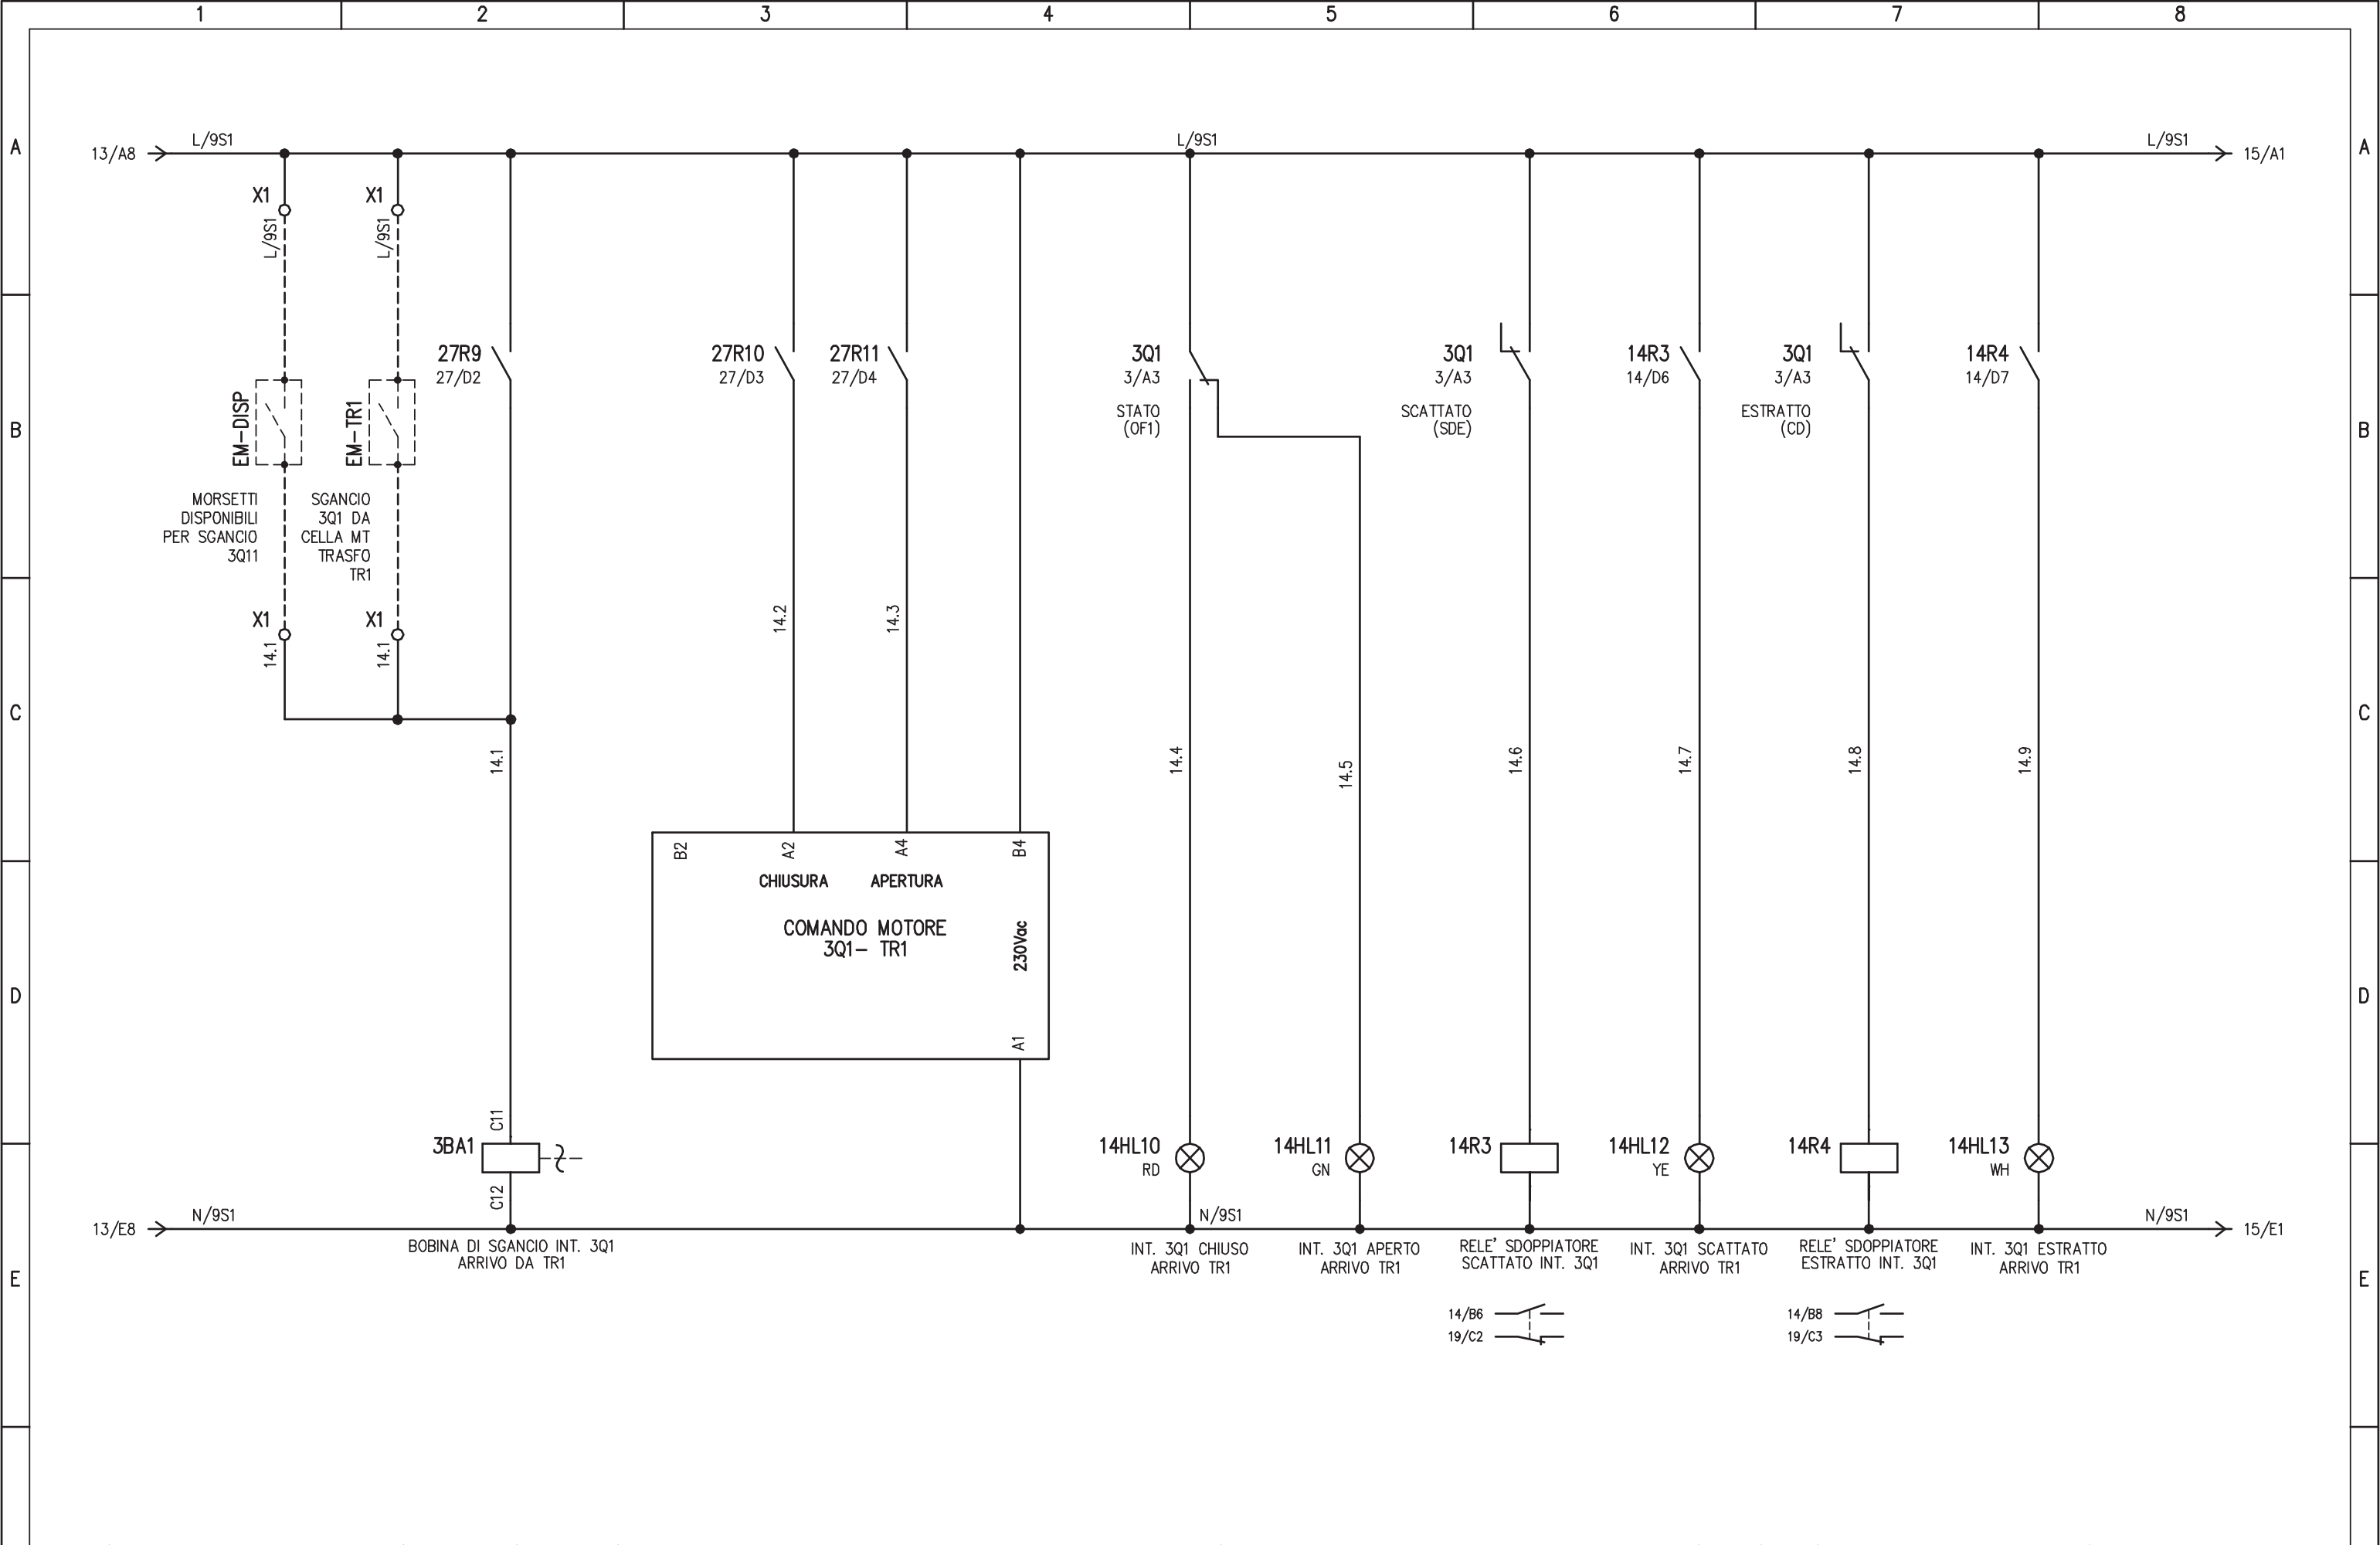 1
2
3
4
5
6
7
8
A
A
B
B
C
C
D
D
E
E
13/A8
L/9S1
L/9S1
L/9S1
15/A1
X1
L/9S1
X1
L/9S1
EM-DISP
EM-TR1
MORSETTI
DISPONIBILI
PER SGANCIO
3Q11
SGANCIO
3Q1 DA
CELLA MT
TRASFO
TR1
X1
14.1
X1
14.1
27R9
27/D2
14.1
27R10
27/D3
14.2
27R11
27/D4
14.3
3Q1
3/A3
STATO
(OF1)
14.4
14.5
3Q1
3/A3
SCATTATO
(SDE)
14.6
14R3
14/D6
14.7
3Q1
3/A3
ESTRATTO
(CD)
14.8
14R4
14/D7
14.9
B2
A2
A4
B4
CHIUSURA
APERTURA
COMANDO MOTORE
3Q1- TR1
230Vac
A1
C11
3BA1
C12
14HL10
RD
14HL11
GN
14R3
14HL12
YE
14R4
14HL13
WH
13/E8
N/9S1
N/9S1
N/9S1
15/E1
BOBINA DI SGANCIO INT. 3Q1
ARRIVO DA TR1
INT. 3Q1 CHIUSO
ARRIVO TR1
INT. 3Q1 APERTO
ARRIVO TR1
RELE' SDOPPIATORE
SCATTATO INT. 3Q1
INT. 3Q1 SCATTATO
ARRIVO TR1
RELE' SDOPPIATORE
ESTRATTO INT. 3Q1
INT. 3Q1 ESTRATTO
ARRIVO TR1
14/B6
19/C2
14/B8
19/C3